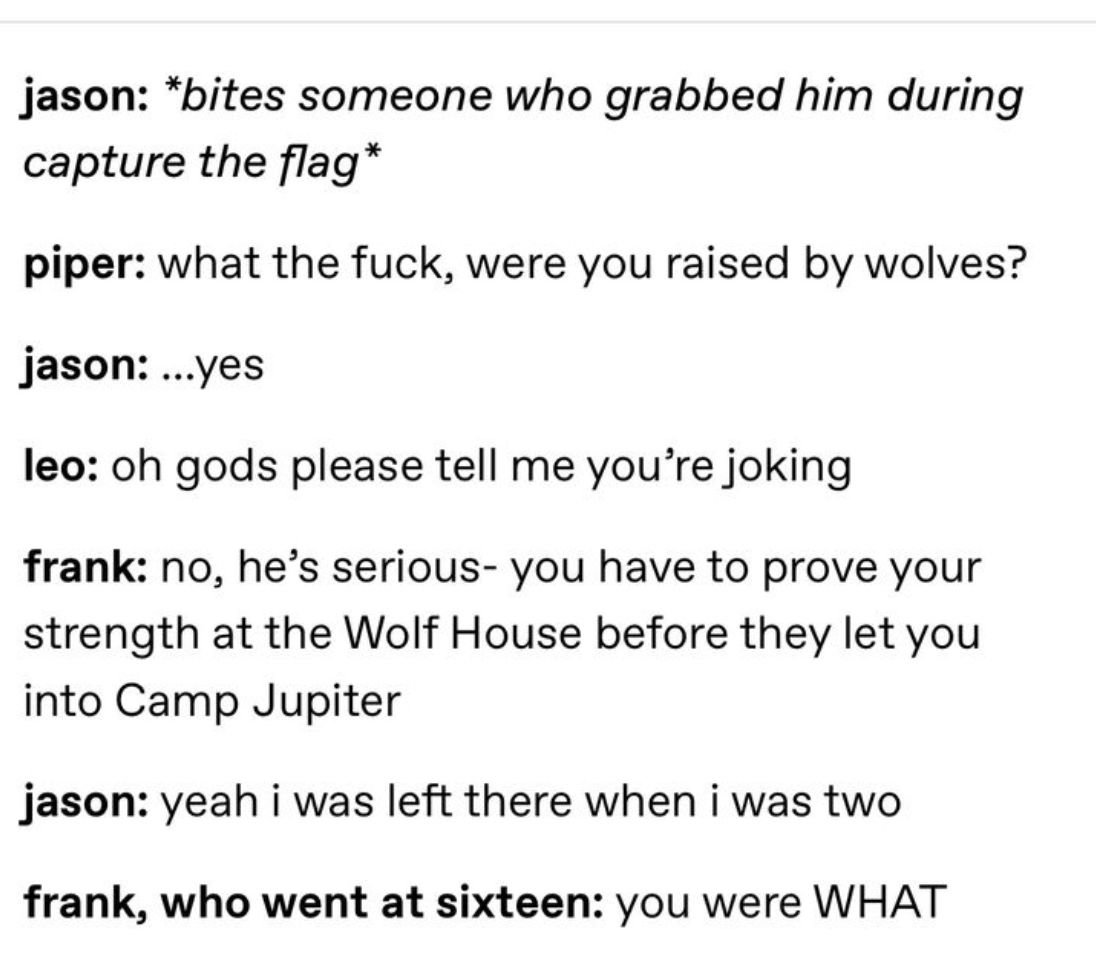 jason: *bites someone who grabbed him during
capture the flag*
piper: what the fuck, were you raised by wolves?
jason: ...yes
leo: oh gods please tell me you’re joking
frank: no, he’s serious- you have to prove your
strength at the Wolf House before they let you
into Camp Jupiter
jason: yeah i was left there when i was two
frank, who went at sixteen: you were WHAT